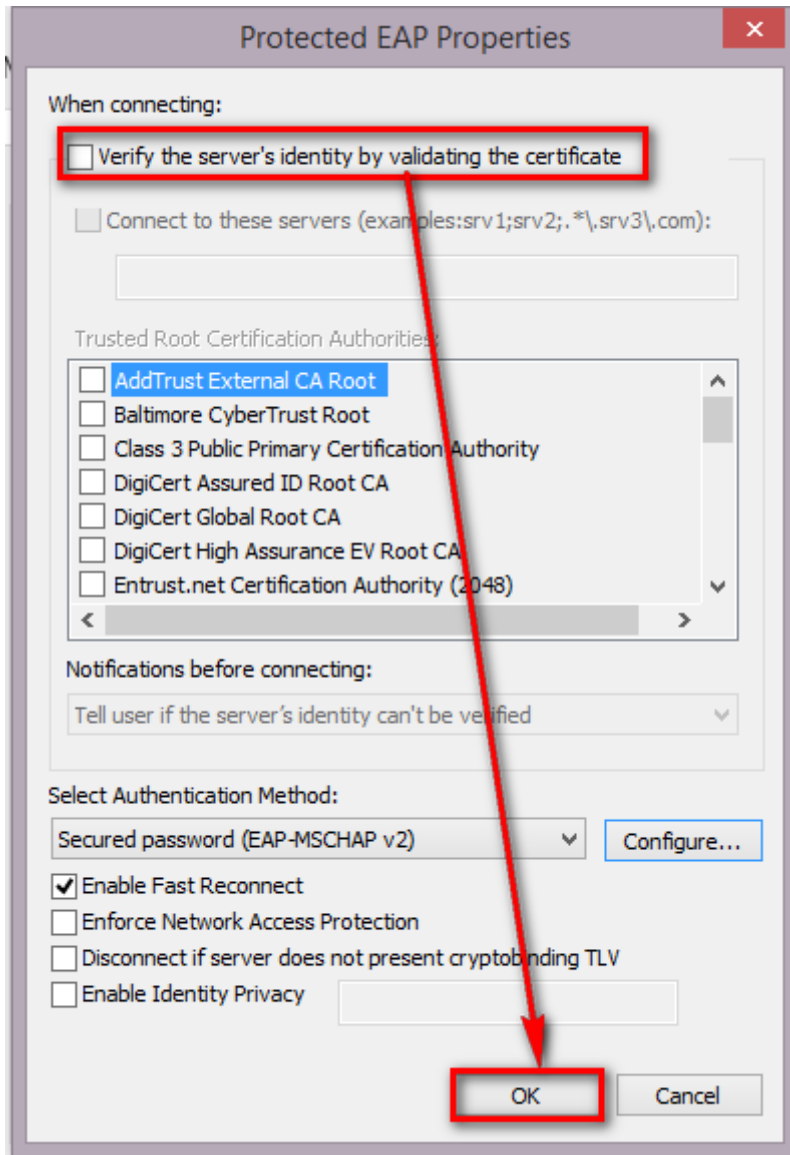 Protected EAP Properties
When connecting:
Verify the server's identity by validating the certificate
Connect to these servers (examples:srv1;srv2;.*\.srv3\.com):
Trusted Root Certification Authorities:
AddTrust External CA Root
Baltimore CyberTrust Root
Class 3 Public Primary Certification Authority
DigiCert Assured ID Root CA
DigiCert Global Root CA
DigiCert High Assurance EV Root CA
Entrust.net Certification Authority (2048)
Notifications before connecting:
Tell user if the server's identity can't be verified
Select Authentication Method:
Secured password (EAP-MSCHAP v2)
Configure...
Enable Fast Reconnect
Enforce Network Access Protection
Disconnect if server does not present cryptobinding TLV
Enable Identity Privacy
OK
Cancel